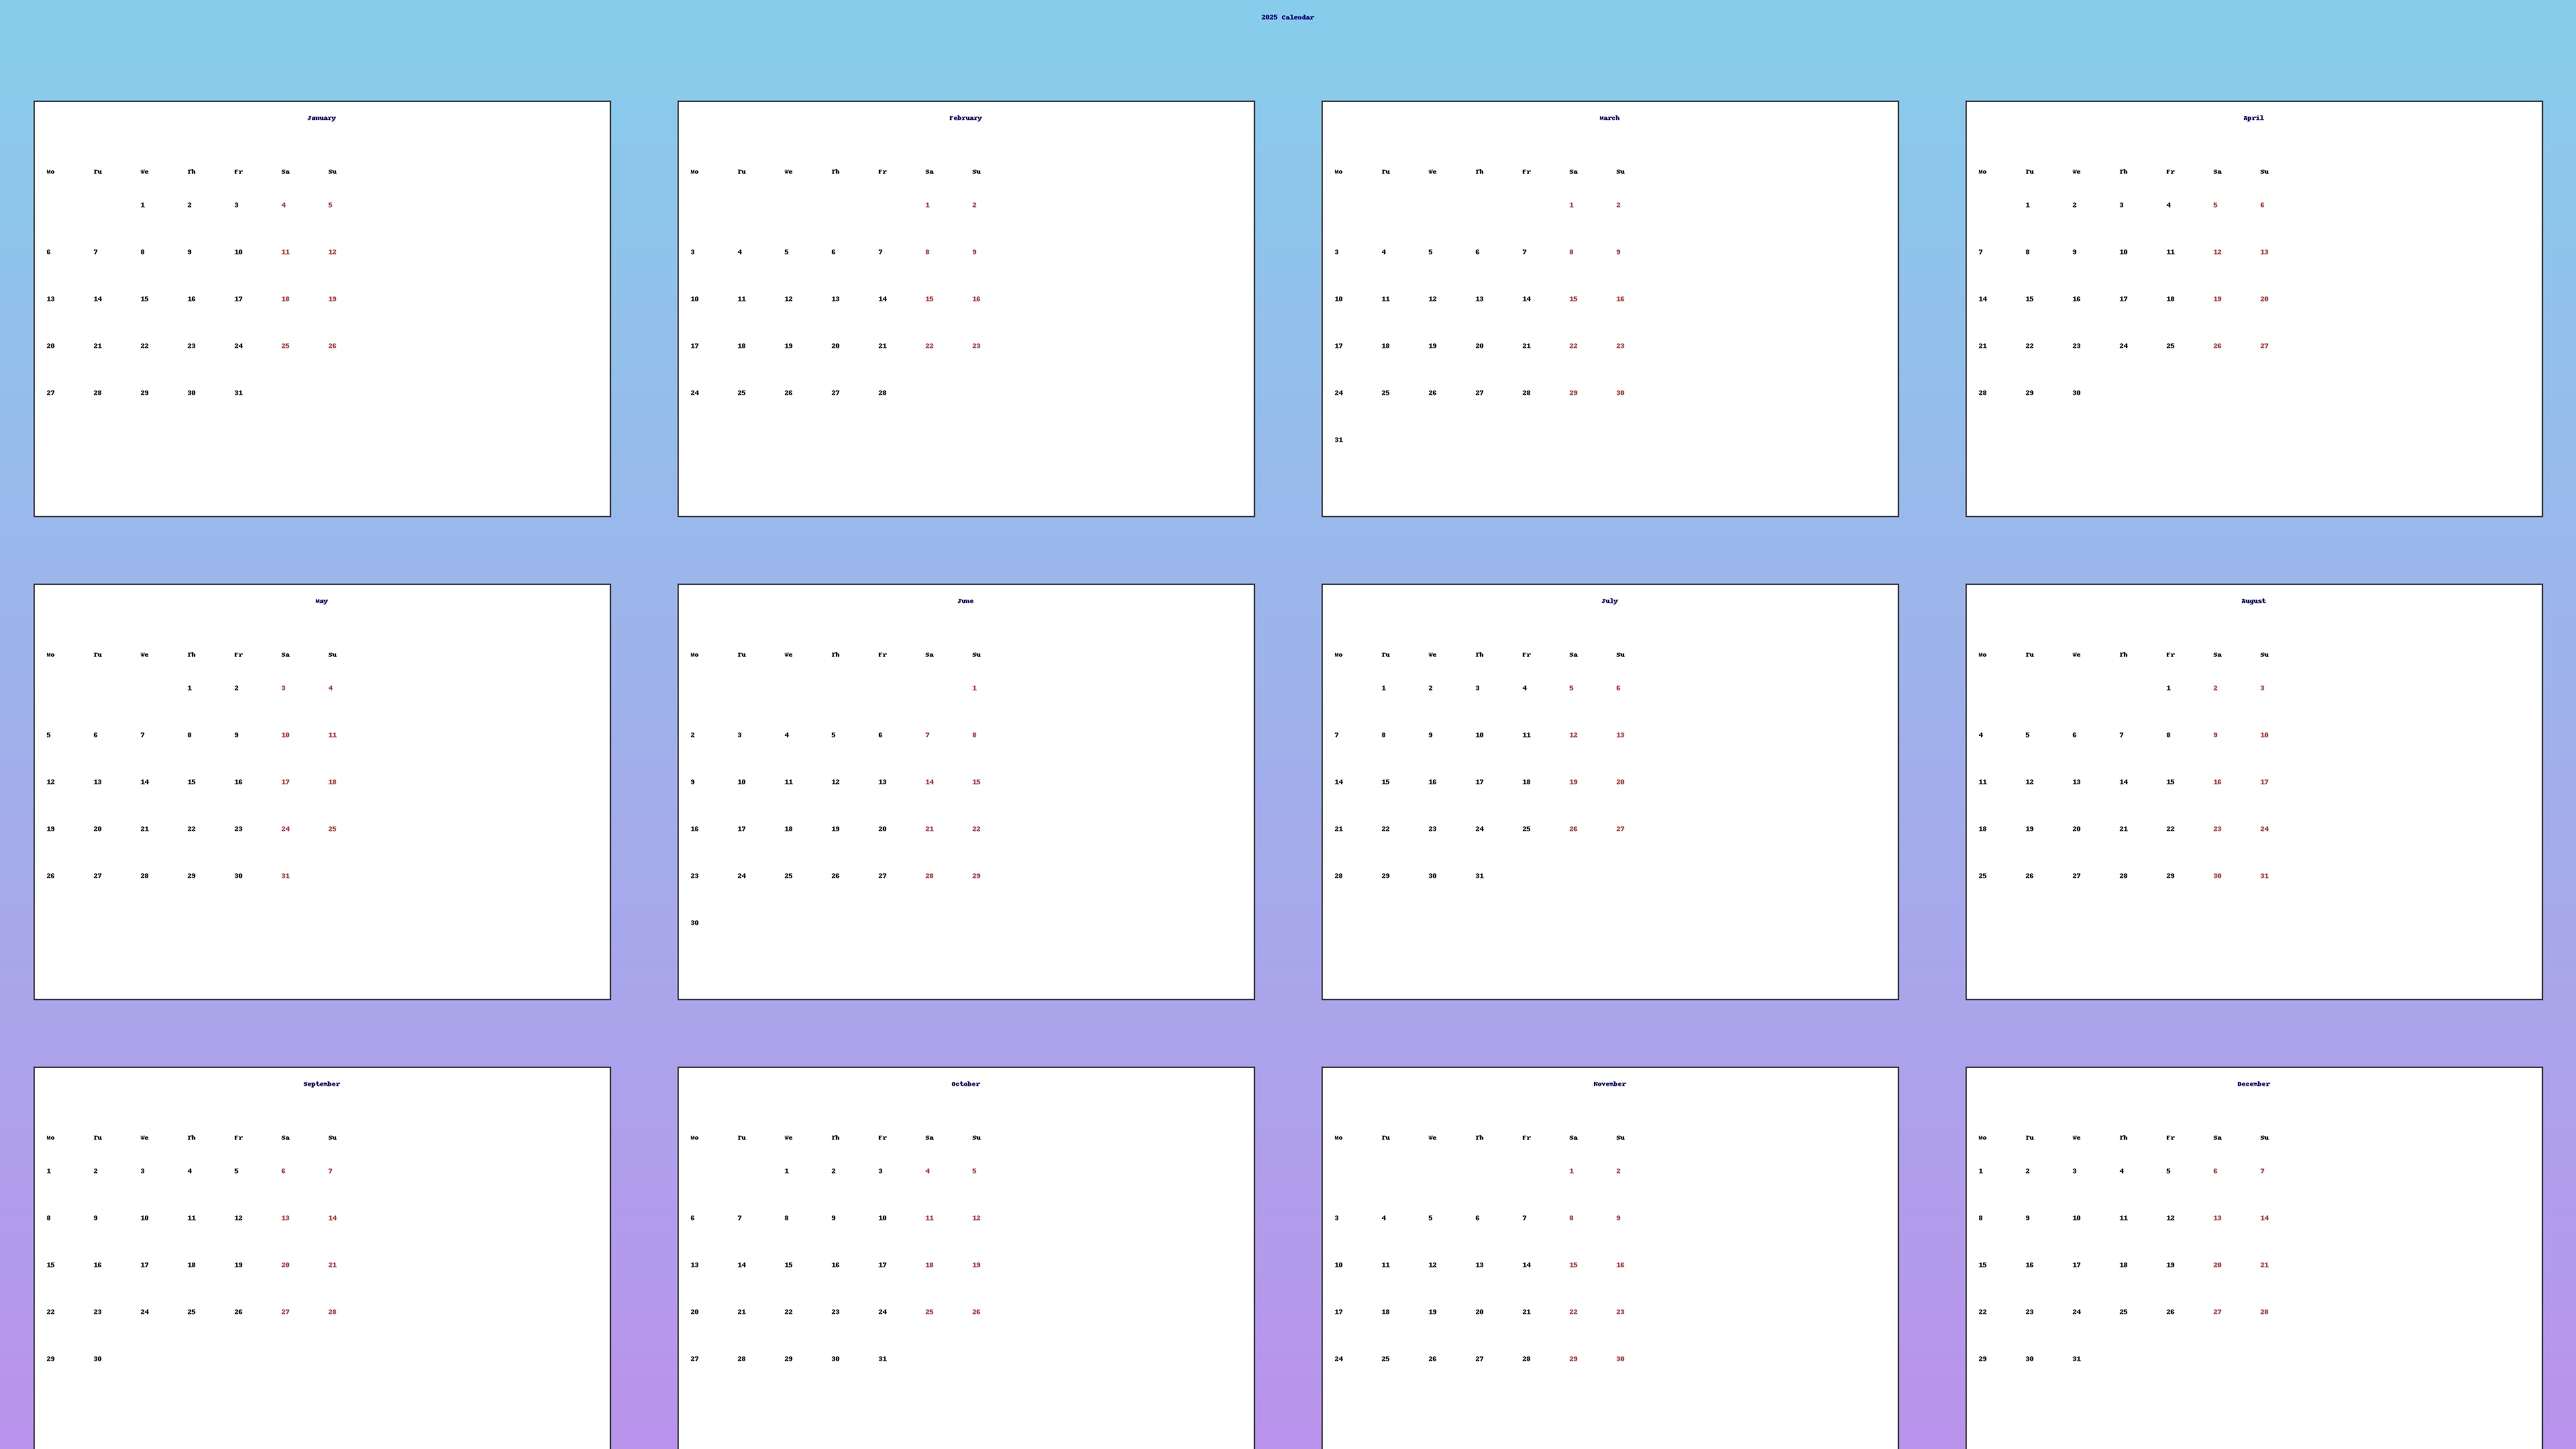 2025 Calendar
January
Mo Tu We Th Fr Sa Su
1 2 3 4 5
6 7 8 9 10 11 12
13 14 15 16 17 18 19
20 21 22 23 24 25 26
27 28 29 30 31
February
Mo Tu We Th Fr Sa Su
1 2
3 4 5 6 7 8 9
10 11 12 13 14 15 16
17 18 19 20 21 22 23
24 25 26 27 28
March
Mo Tu We Th Fr Sa Su
1 2
3 4 5 6 7 8 9
10 11 12 13 14 15 16
17 18 19 20 21 22 23
24 25 26 27 28 29 30
31
April
Mo Tu We Th Fr Sa Su
1 2 3 4 5 6
7 8 9 10 11 12 13
14 15 16 17 18 19 20
21 22 23 24 25 26 27
28 29 30
May
Mo Tu We Th Fr Sa Su
1 2 3 4
5 6 7 8 9 10 11
12 13 14 15 16 17 18
19 20 21 22 23 24 25
26 27 28 29 30 31
June
Mo Tu We Th Fr Sa Su
1
2 3 4 5 6 7 8
9 10 11 12 13 14 15
16 17 18 19 20 21 22
23 24 25 26 27 28 29
30
July
Mo Tu We Th Fr Sa Su
1 2 3 4 5 6
7 8 9 10 11 12 13
14 15 16 17 18 19 20
21 22 23 24 25 26 27
28 29 30 31
August
Mo Tu We Th Fr Sa Su
1 2 3
4 5 6 7 8 9 10
11 12 13 14 15 16 17
18 19 20 21 22 23 24
25 26 27 28 29 30 31
September
Mo Tu We Th Fr Sa Su
1 2 3 4 5 6 7
8 9 10 11 12 13 14
15 16 17 18 19 20 21
22 23 24 25 26 27 28
29 30
October
Mo Tu We Th Fr Sa Su
1 2 3 4 5
6 7 8 9 10 11 12
13 14 15 16 17 18 19
20 21 22 23 24 25 26
27 28 29 30 31
November
Mo Tu We Th Fr Sa Su
1 2
3 4 5 6 7 8 9
10 11 12 13 14 15 16
17 18 19 20 21 22 23
24 25 26 27 28 29 30
December
Mo Tu We Th Fr Sa Su
1 2 3 4 5 6 7
8 9 10 11 12 13 14
15 16 17 18 19 20 21
22 23 24 25 26 27 28
29 30 31